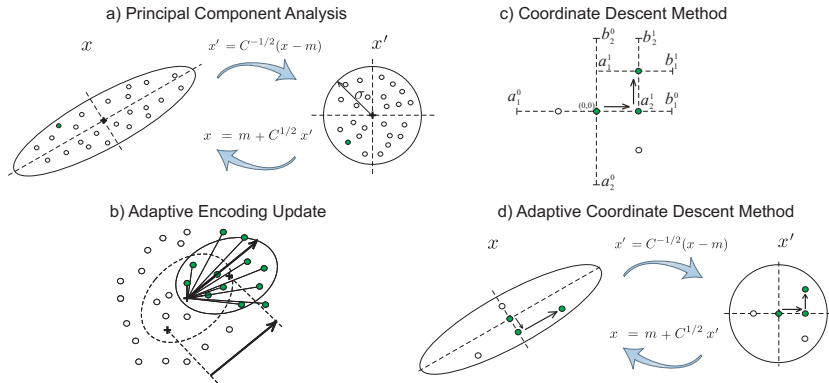 a) Principal Component Analysis
x
x′ = C^{-1/2}(x − m)
x′
σ
x = m + C^{1/2} x′
c) Coordinate Descent Method
b_2^0
b_2^1
a_1^1
b_1^1
a_1^0
(0,0)
a_2^1
b_1^0
a_2^0
b) Adaptive Encoding Update
d) Adaptive Coordinate Descent Method
x
x′ = C^{-1/2}(x − m)
x′
x = m + C^{1/2} x′